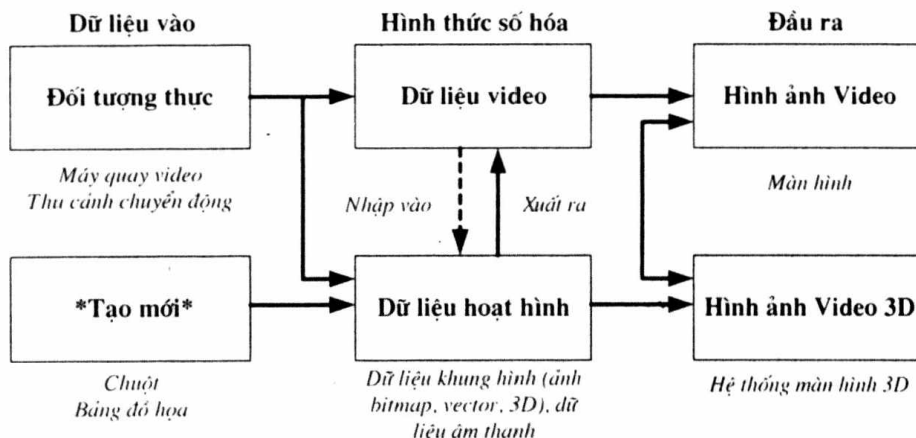 Dữ liệu vào
Hình thức số hóa
Đầu ra
Đối tượng thực
Dữ liệu video
Hình ảnh Video
Máy quay video
Thu cảnh chuyển động
Nhập vào
Xuất ra
Màn hình
*Tạo mới*
Dữ liệu hoạt hình
Hình ảnh Video 3D
Chuột
Bảng đồ họa
Dữ liệu khung hình (ảnh
bitmap, vector, 3D), dữ
liệu âm thanh
Hệ thống màn hình 3D